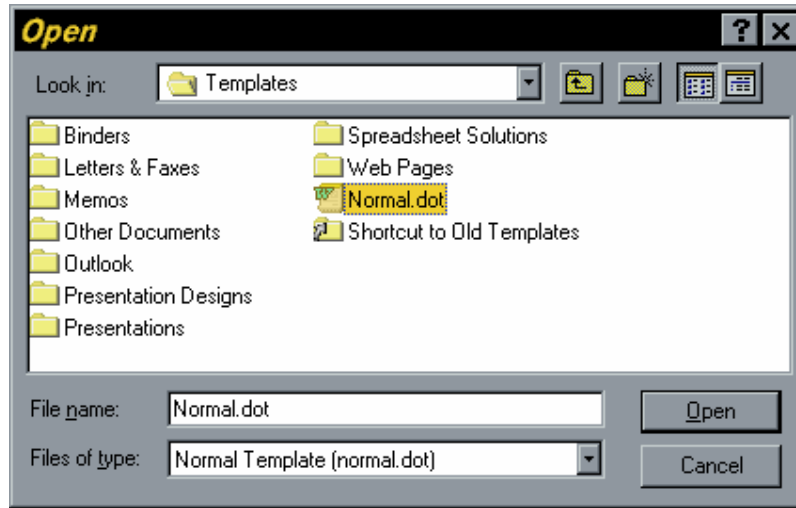 Open
Look in: Templates
Binders
Letters & Faxes
Memos
Other Documents
Outlook
Presentation Designs
Presentations
Spreadsheet Solutions
Web Pages
Normal.dot
Shortcut to Old Templates
File name: Normal.dot Open
Files of type: Normal Template (normal.dot) Cancel